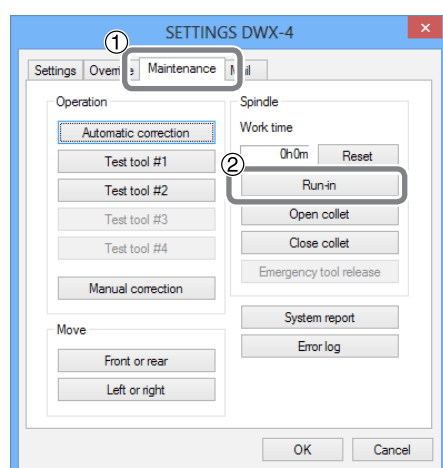 SETTINGS DWX-4
①
Settings
Maintenance
Mail
Operation
Automatic correction
Test tool #1
Test tool #2
Test tool #3
Test tool #4
Manual correction
Move
Front or rear
Left or right
Spindle
Work time
0h0m
Reset
②
Run-in
Open collet
Close collet
Emergency tool release
System report
Error log
OK
Cancel